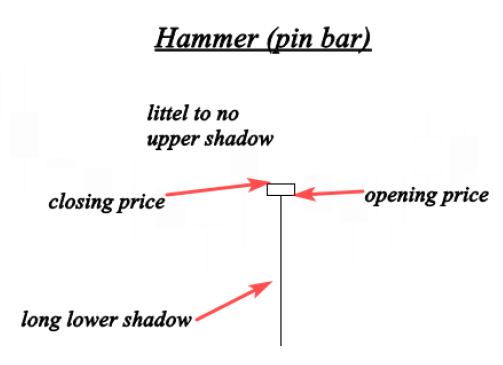 Hammer (pin bar)
littel to no
upper shadow
closing price
opening price
long lower shadow